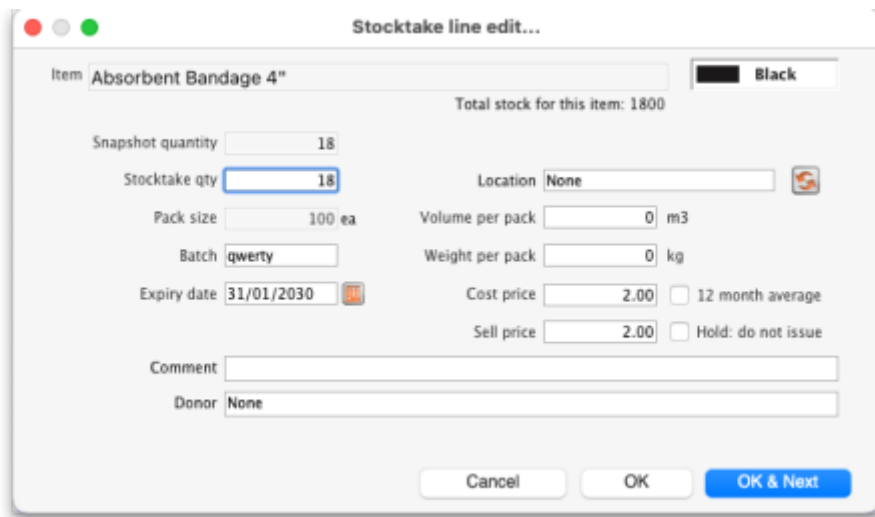 Stocktake line edit...
Item Absorbent Bandage 4" Black
Total stock for this item: 1800
Snapshot quantity 18
Stocktake qty 18 Location None
Pack size 100 ea Volume per pack 0 m3
Batch qwerty Weight per pack 0 kg
Expiry date 31/01/2030 Cost price 2.00 12 month average
Sell price 2.00 Hold: do not issue
Comment
Donor None
Cancel OK OK & Next